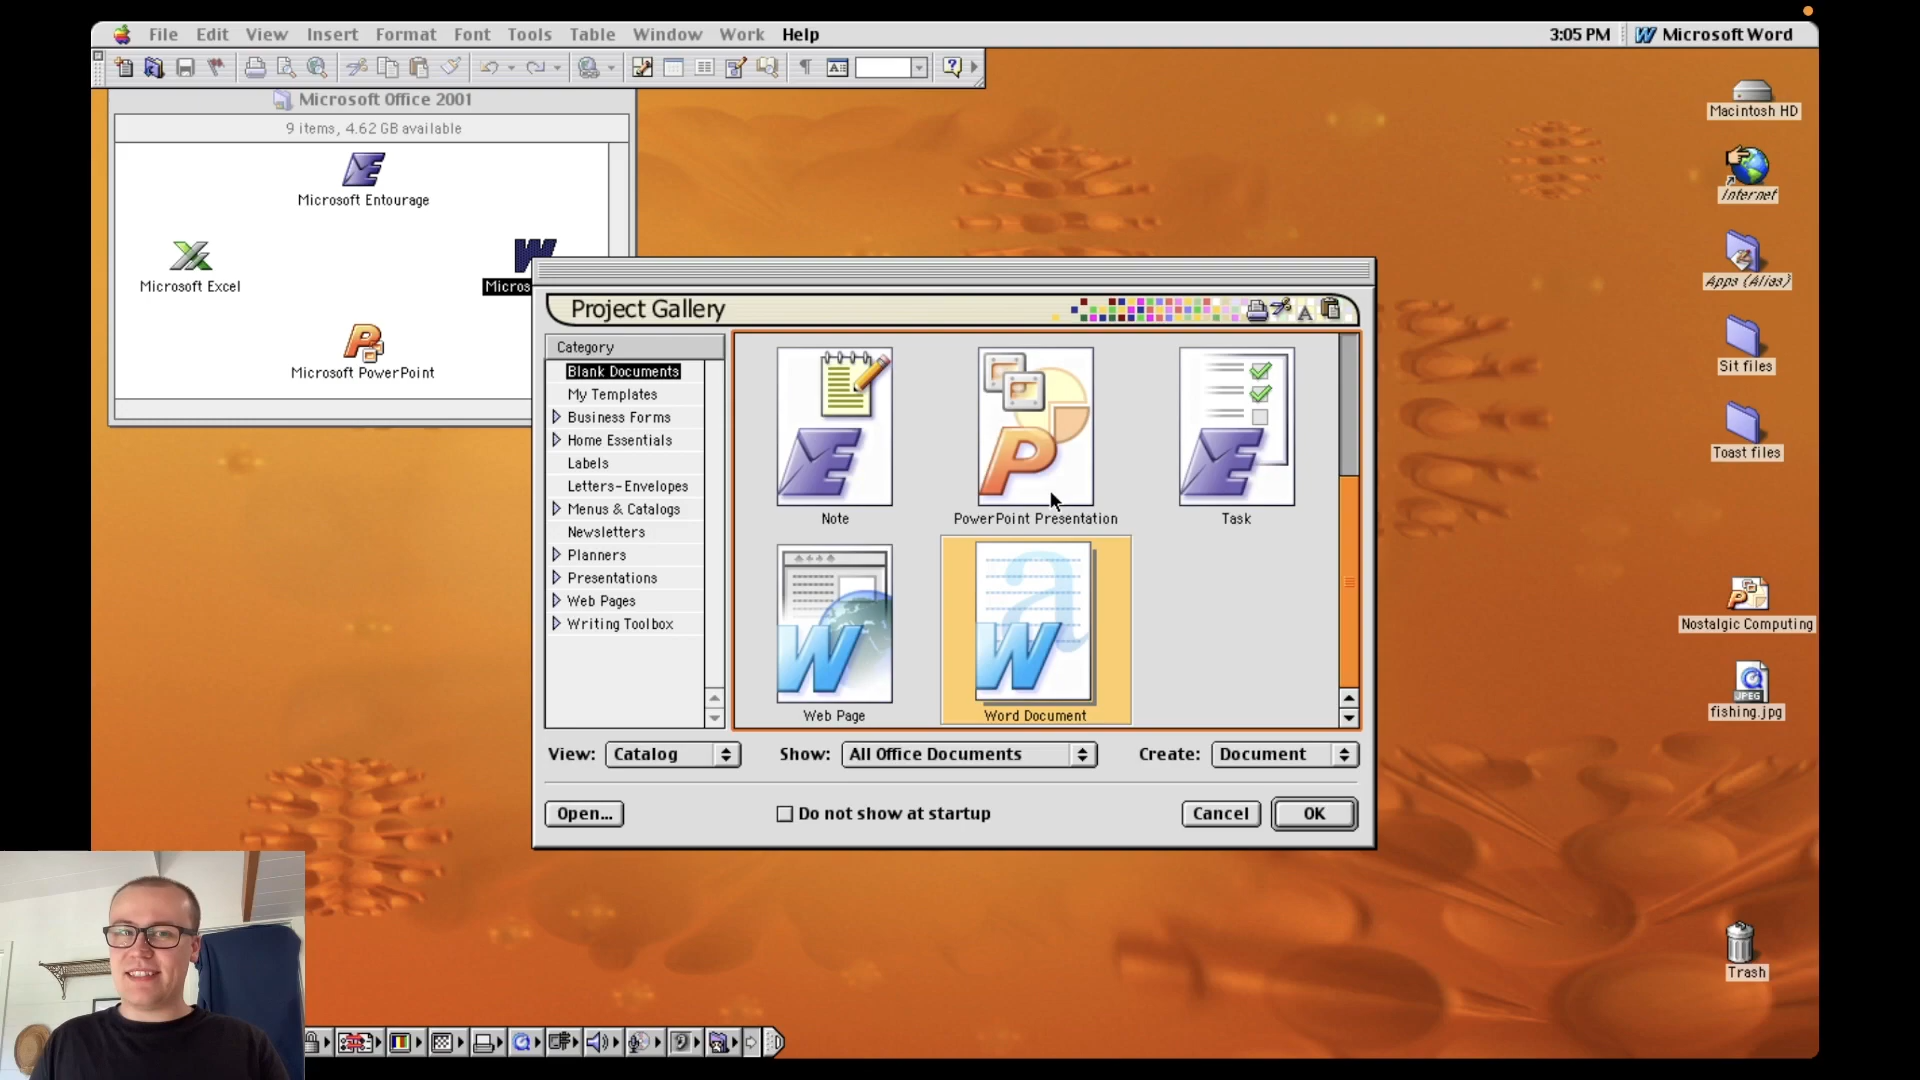 File Edit View Insert Format Font Tools Table Window Work Help
3:05 PM
Microsoft Word
Microsoft Office 2001
9 items, 4.62 GB available
Microsoft Entourage
Microsoft Excel
Micros
Microsoft PowerPoint
Project Gallery
Category
Blank Documents
My Templates
Business Forms
Home Essentials
Labels
Letters-Envelopes
Menus & Catalogs
Newsletters
Planners
Presentations
Web Pages
Writing Toolbox
Note
PowerPoint Presentation
Task
Web Page
Word Document
View: Catalog
Show: All Office Documents
Create: Document
Open...
Do not show at startup
Cancel
OK
Macintosh HD
Internet
Apps (Alias)
Sit files
Toast files
Nostalgic Computing
JPEG
fishing.jpg
Trash